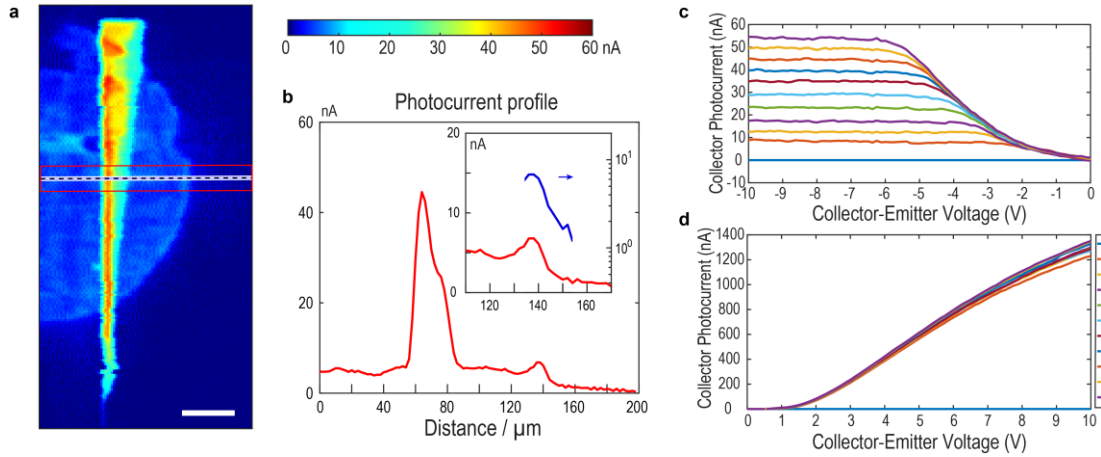 a
0 10 20 30 40 50 60 nA
b
Photocurrent profile
nA
60
40
20
0
0 40 80 120 160 200
Distance / µm
20
nA
15
10
5
0
120 140 160
10¹
10⁰
c
Collector Photocurrent (nA)
60
50
40
30
20
10
0
-10
-10 -9 -8 -7 -6 -5 -4 -3 -2 -1 0
Collector-Emitter Voltage (V)
d
Collector Photocurrent (nA)
1400
1200
1000
800
600
400
200
0
0 1 2 3 4 5 6 7 8 9 10
Collector-Emitter Voltage (V)